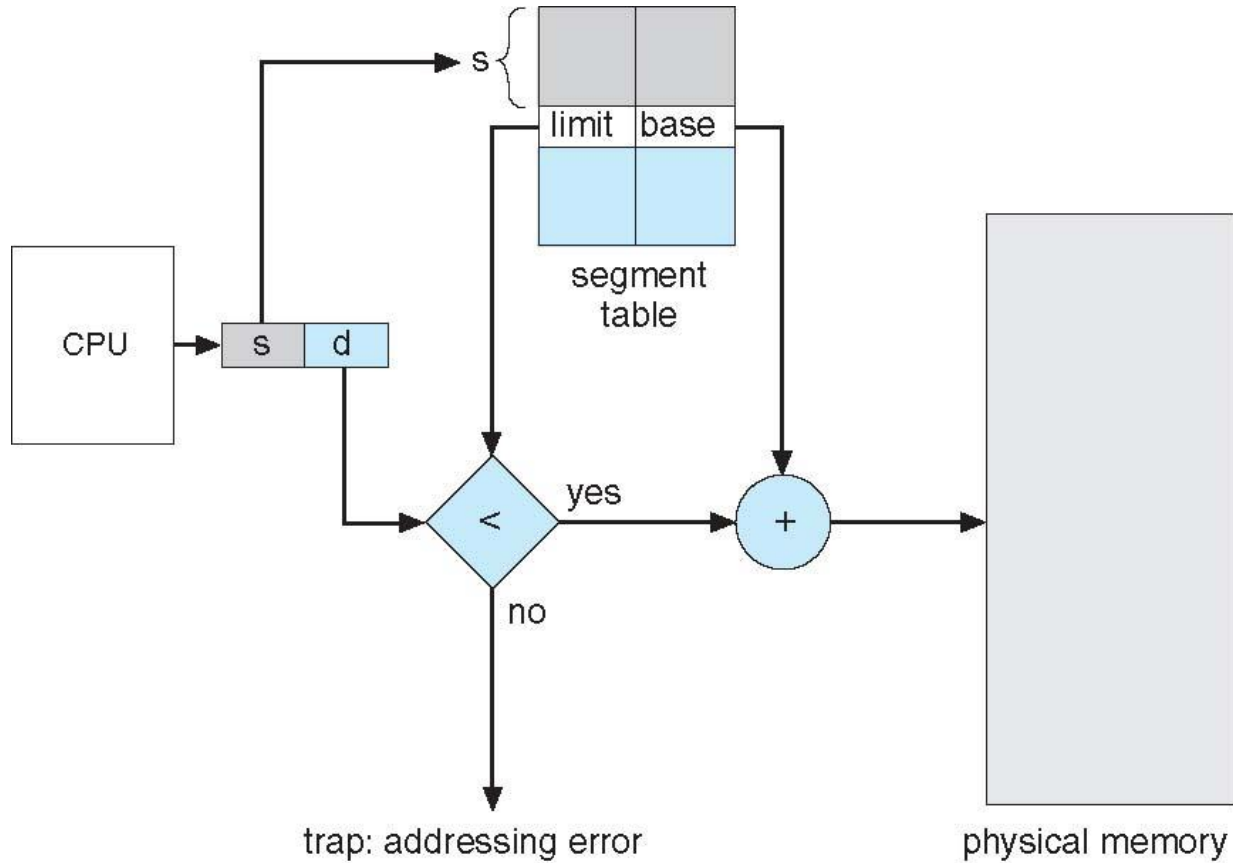 s
limit base
segment
table
CPU
s d
<
yes
+
no
trap: addressing error
physical memory